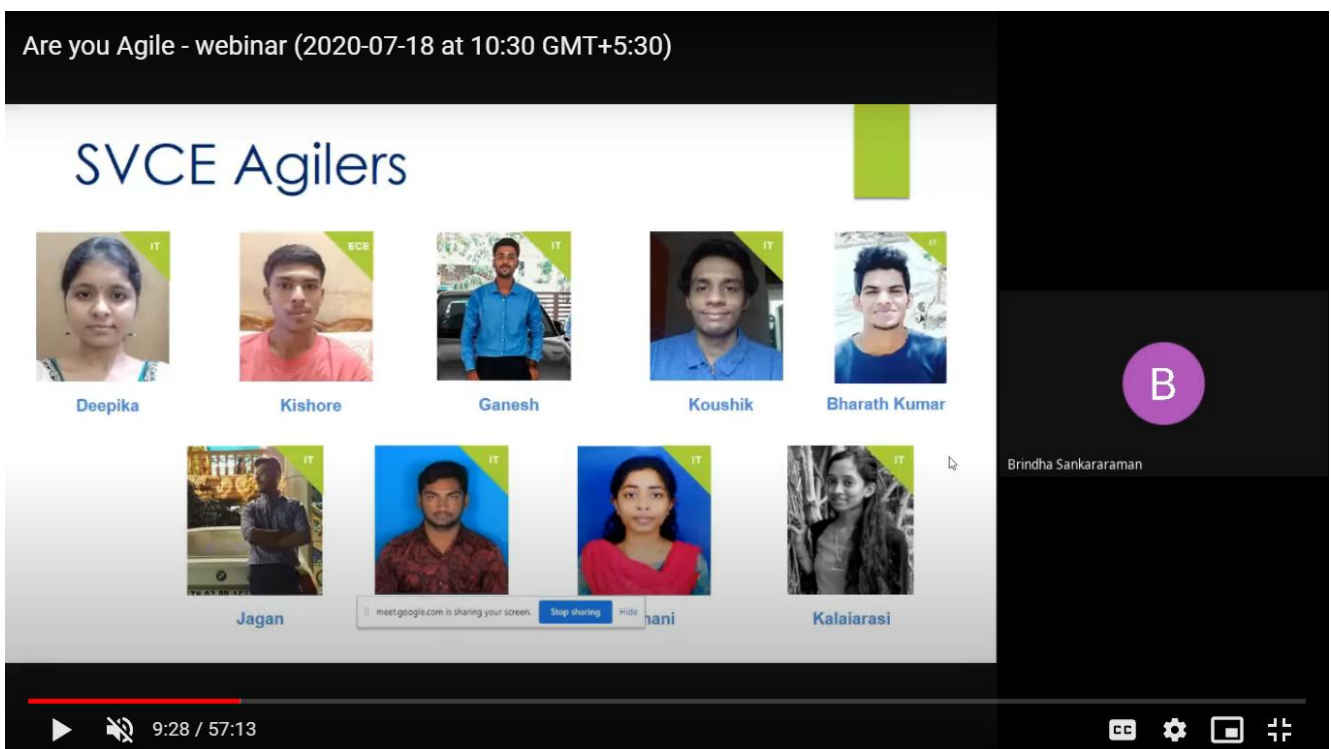 Are you Agile - webinar (2020-07-18 at 10:30 GMT+5:30)
SVCE Agilers
IT
ECE
IT
IT
IT
Deepika
Kishore
Ganesh
Koushik
Bharath Kumar
IT
IT
IT
IT
Jagan
meet.google.com is sharing your screen. Stop sharing Hide
hani
Kalaiarasi
B
Brindha Sankararaman
9:28 / 57:13
CC